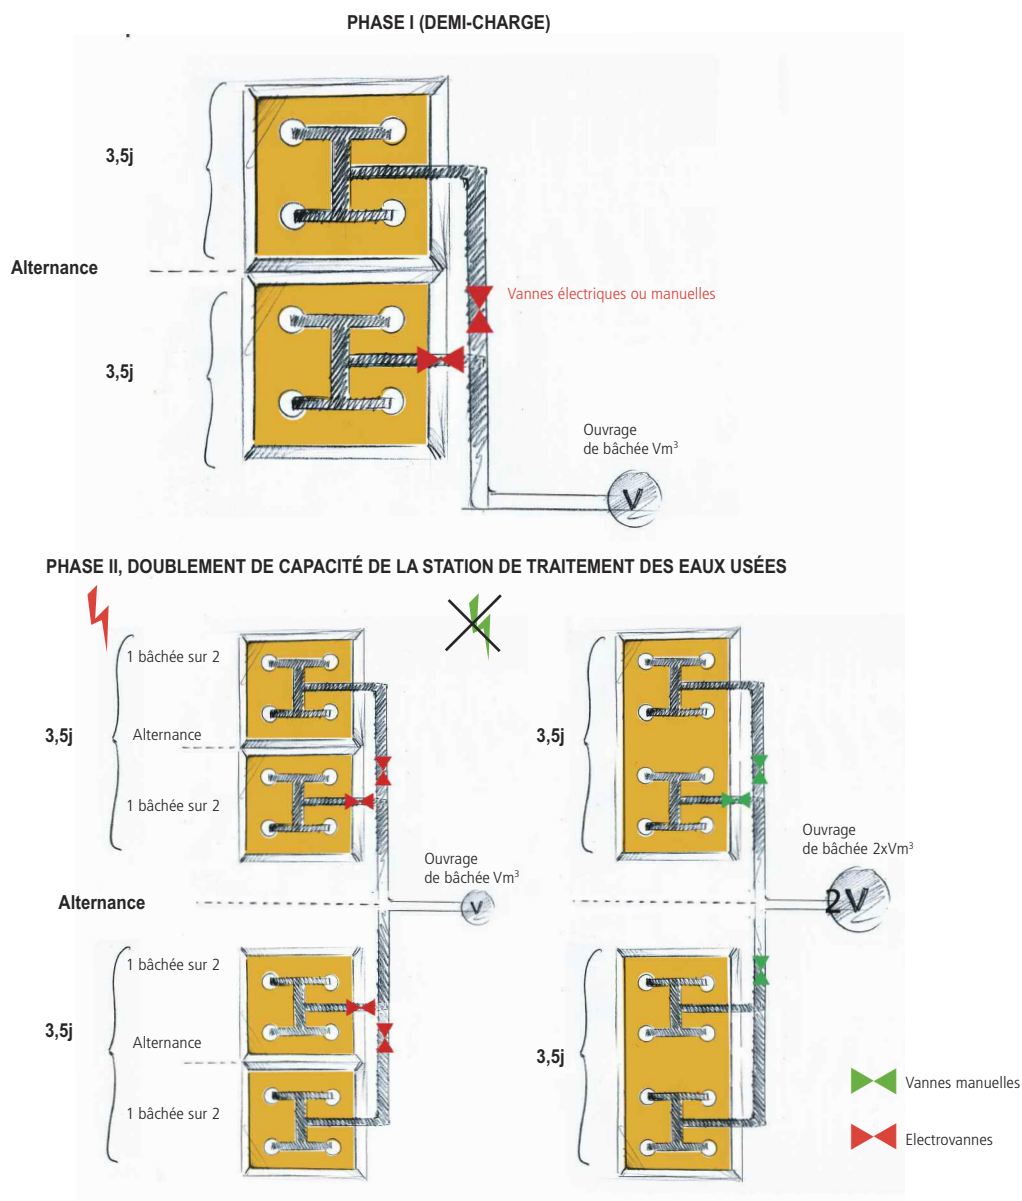 PHASE I (DEMI-CHARGE)
3,5j
Alternance
Vannes électriques ou manuelles
3,5j
Ouvrage
de bâchée Vm³
V
PHASE II, DOUBLEMENT DE CAPACITÉ DE LA STATION DE TRAITEMENT DES EAUX USÉES
1 bâchée sur 2
3,5j
Alternance
1 bâchée sur 2
Ouvrage
de bâchée Vm³
V
Alternance
1 bâchée sur 2
3,5j
Alternance
1 bâchée sur 2
3,5j
Ouvrage
de bâchée 2xVm³
2V
3,5j
Vannes manuelles
Electrovannes